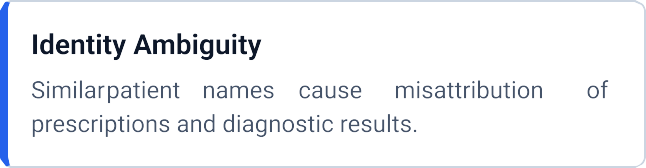 Identity Ambiguity
Similarpatient names cause misattribution of
prescriptions and diagnostic results.